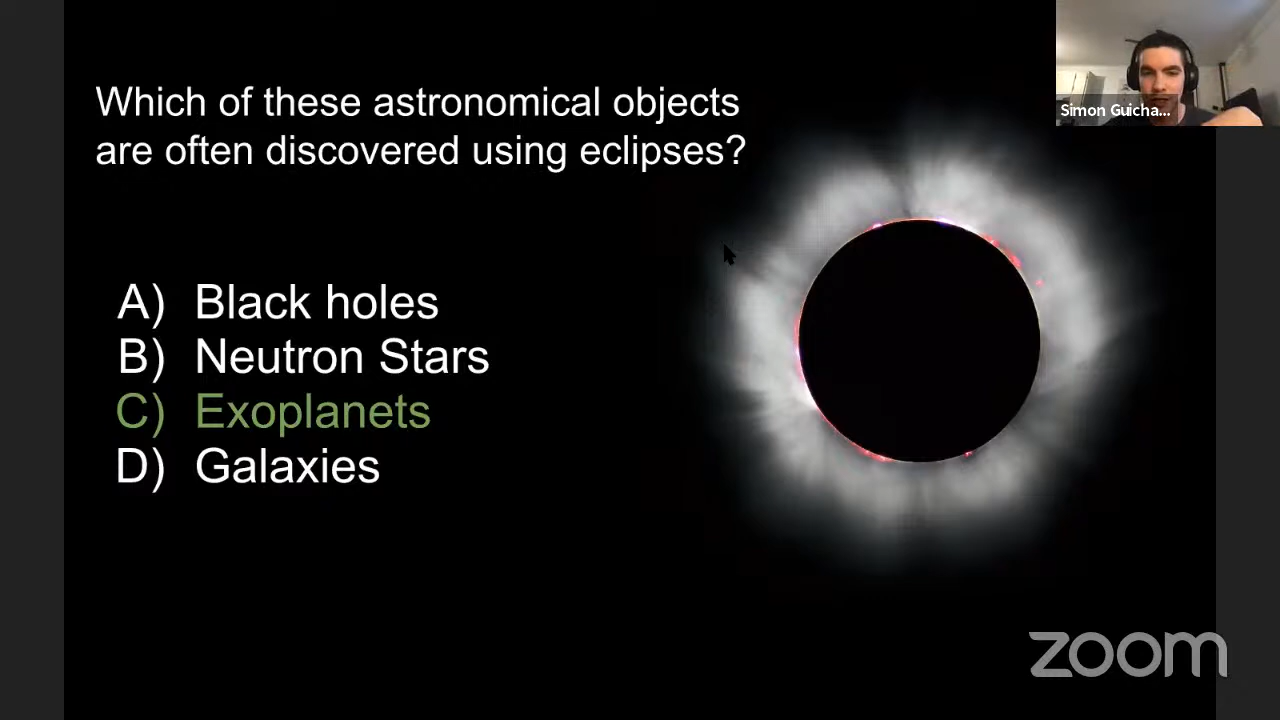 Which of these astronomical objects
are often discovered using eclipses?
A) Black holes
B) Neutron Stars
C) Exoplanets
D) Galaxies
Simon Guicha...
zoom